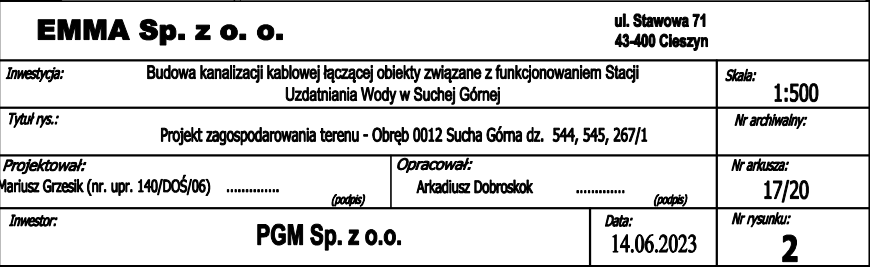 EMMA Sp. z o. o.
ul. Stawowa 71
43-400 Cieszyn
Inwestycja:
Budowa kanalizacji kablowej łączącej obiekty związane z funkcjonowaniem Stacji
Uzdatniania Wody w Suchej Górnej
Skala:
1:500
Tytuł rys.:
Projekt zagospodarowania terenu - Obręb 0012 Sucha Górna dz. 544, 545, 267/1
Nr archiwalny:
Projektował:
Mariusz Grzesik (nr. upr. 140/DOŚ/06) ..............
(podpis)
Opracował:
Arkadiusz Dobroskok .............
(podpis)
Nr arkusza:
17/20
Inwestor:
PGM Sp. z o.o.
Data:
14.06.2023
Nr rysunku:
2